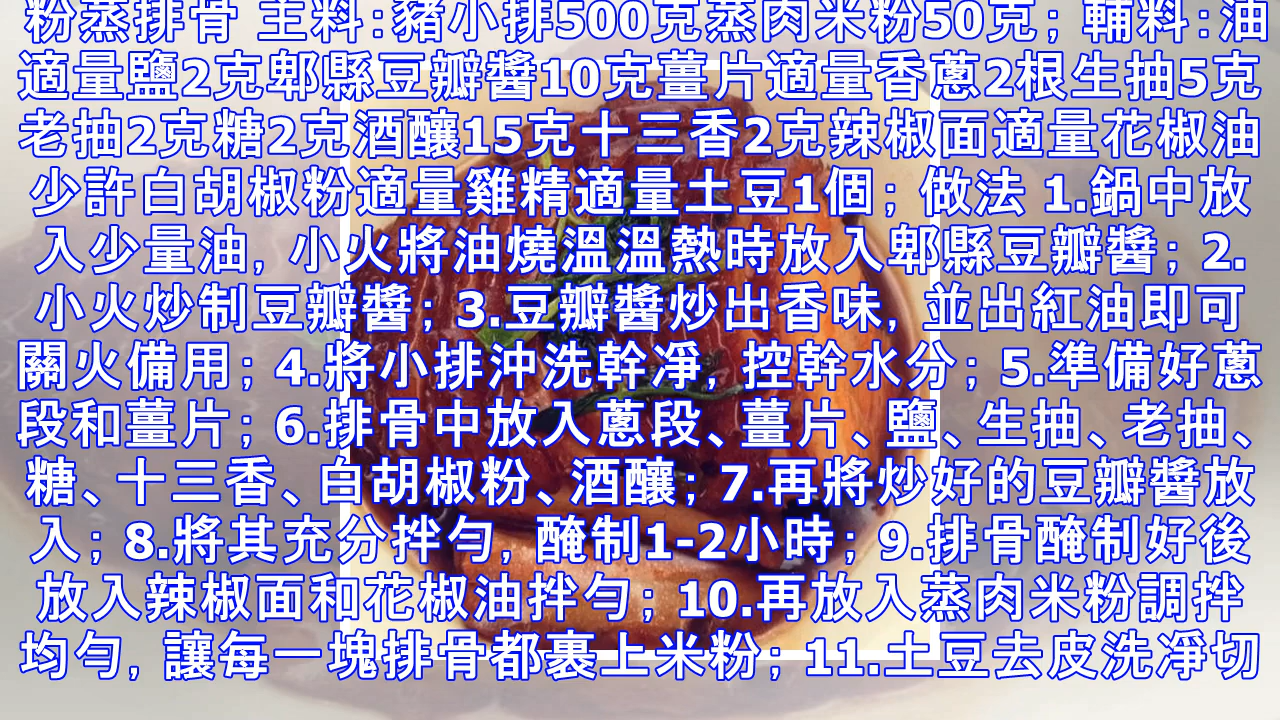 粉蒸排骨 主料:豬小排500克蒸肉米粉50克; 輔料:油
適量鹽2克郫縣豆瓣醬10克薑片適量香蔥2根生抽5克
老抽2克糖2克酒釀15克十三香2克辣椒面適量花椒油
少許白胡椒粉適量雞精適量土豆1個; 做法 1.鍋中放
入少量油, 小火將油燒溫溫熱時放入郫縣豆瓣醬; 2.
小火炒制豆瓣醬; 3.豆瓣醬炒出香味, 並出紅油即可
關火備用; 4.將小排沖洗幹凈, 控幹水分; 5.準備好蔥
段和薑片; 6.排骨中放入蔥段、薑片、鹽、生抽、老抽、
糖、十三香、白胡椒粉、酒釀; 7.再將炒好的豆瓣醬放
入; 8.將其充分拌勻, 醃制1-2小時; 9.排骨醃制好後
放入辣椒面和花椒油拌勻; 10.再放入蒸肉米粉調拌
均勻, 讓每一塊排骨都裹上米粉; 11.土豆去皮洗凈切